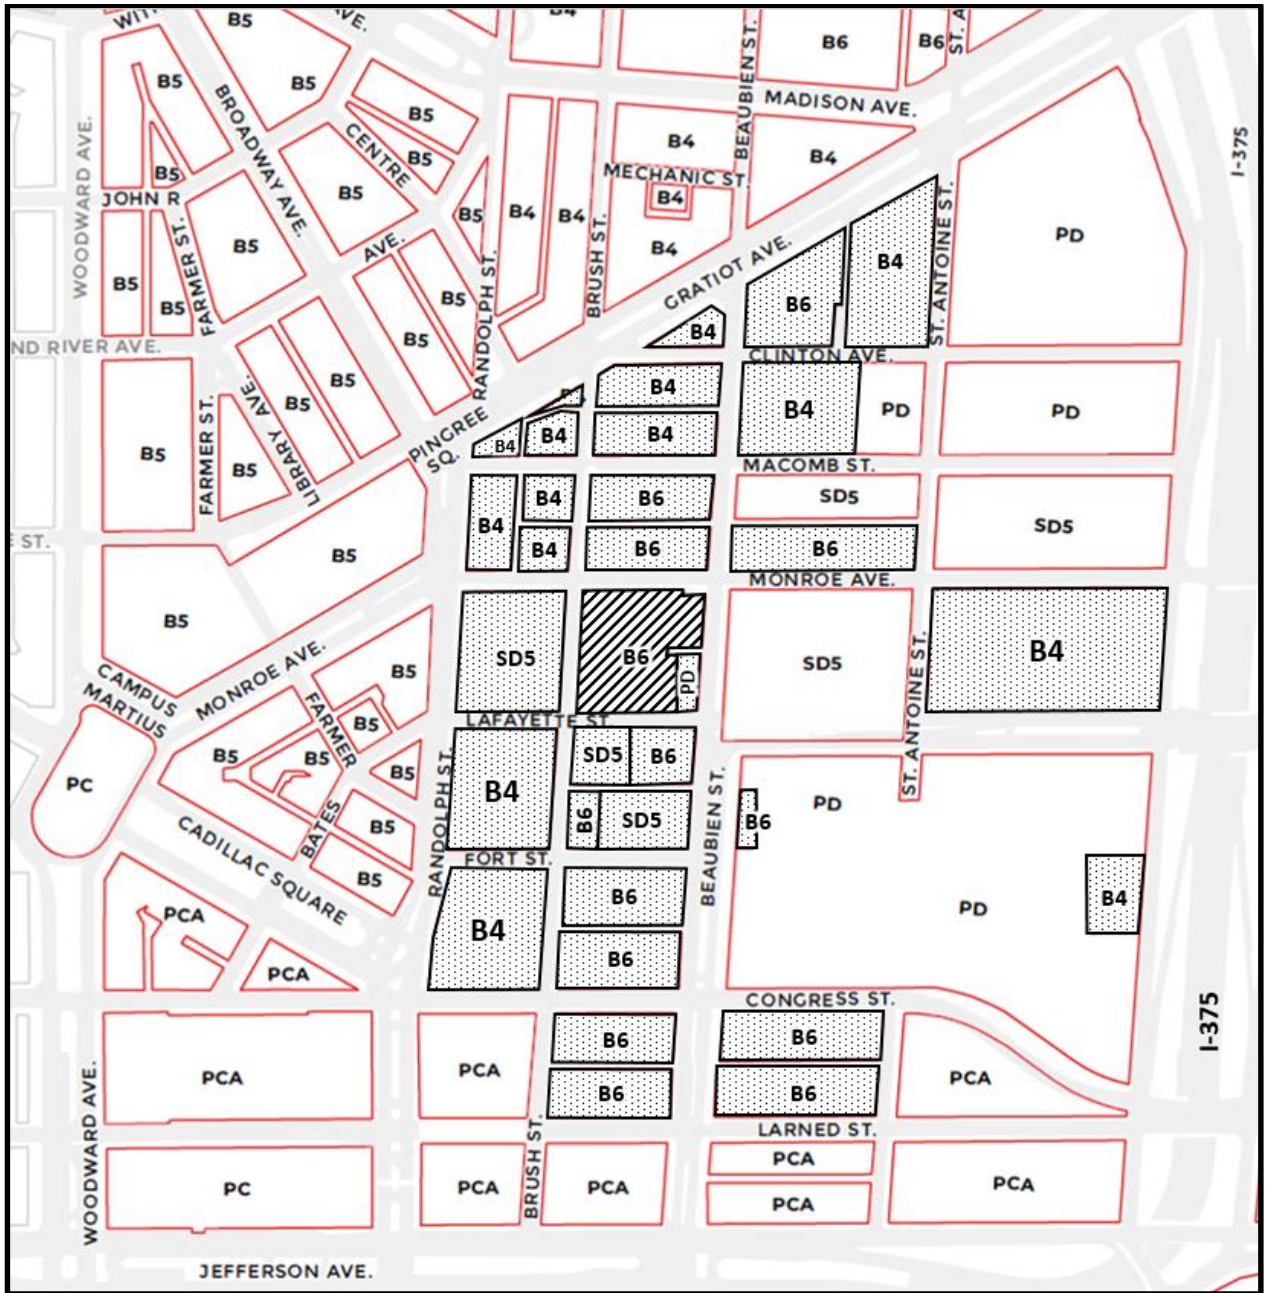 WIT
B5
AVE.
B4
B6
B6
ST. A
B5
B5
B5
BROADWAY AVE.
CENTRE
AVE.
B5
B5
B5
BEAUBIEN ST.
MADISON AVE.
B4
B4
MECHANIC ST.
B4
B4
I-375
WOODWARD AVE.
JOHN R
FARMER ST.
B5
B5
B5
B5
B5
B4
B4
BRUSH ST.
RANDOLPH ST.
GRATIOT AVE.
B5
B5
B6
B4
ST. ANTOINE ST.
PD
B4
CLINTON AVE.
ND RIVER AVE.
B5
FARMER ST.
LIBRARY AVE.
B5
B5
B5
PINGREE
SQ.
B4
B4
B4
B4
B4
PD
PD
MACOMB ST.
E ST.
B5
B4
B4
B4
B6
B6
SD5
B6
SD5
MONROE AVE.
B5
CAMPUS
MARTIUS
MONROE AVE.
B5
SD5
B6
PD
SD5
ST. ANTOINE ST.
B4
LAFAYETTE ST
PC
B5
B5
B5
FARMER
B5
BATES
B5
B5
CADILLAC SQUARE
RANDOLPH ST.
B4
SD5
B6
B6
SD5
FORT ST.
BEAUBIEN ST.
B6
PD
ST. ANTOINE ST.
PD
B4
PCA
PCA
B4
B6
B6
CONGRESS ST.
I-375
WOODWARD AVE.
PCA
PCA
B6
B6
B6
B6
PCA
BRUSH ST.
LARNED ST.
PC
PCA
PCA
PCA
PCA
PCA
JEFFERSON AVE.